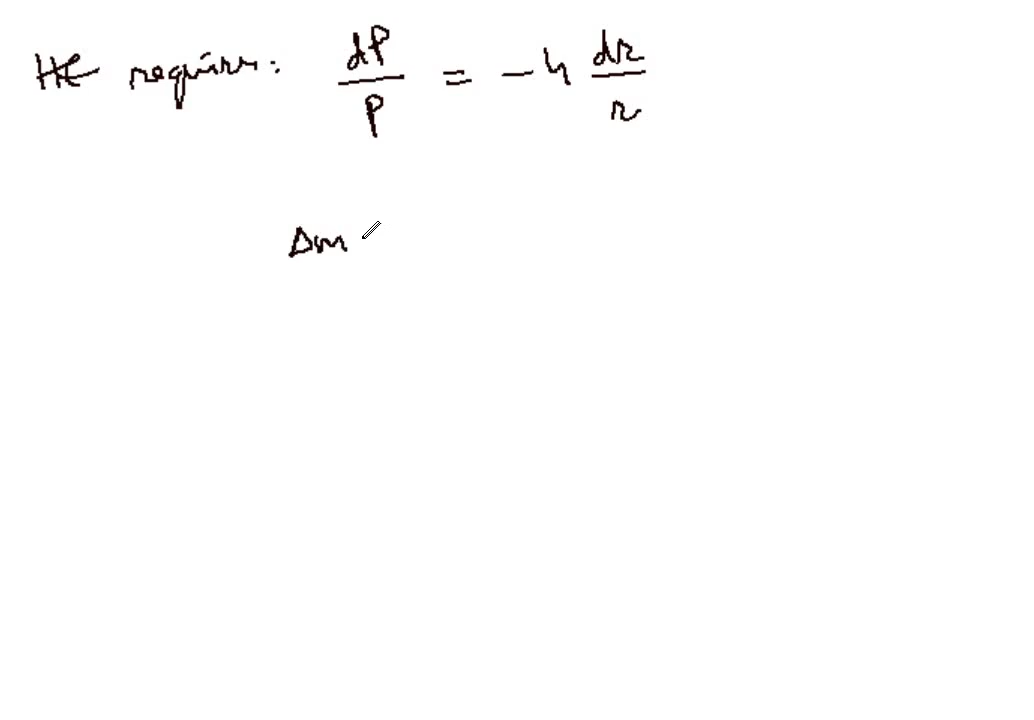 HE requires: dP/P = -4 dr/r
Δm